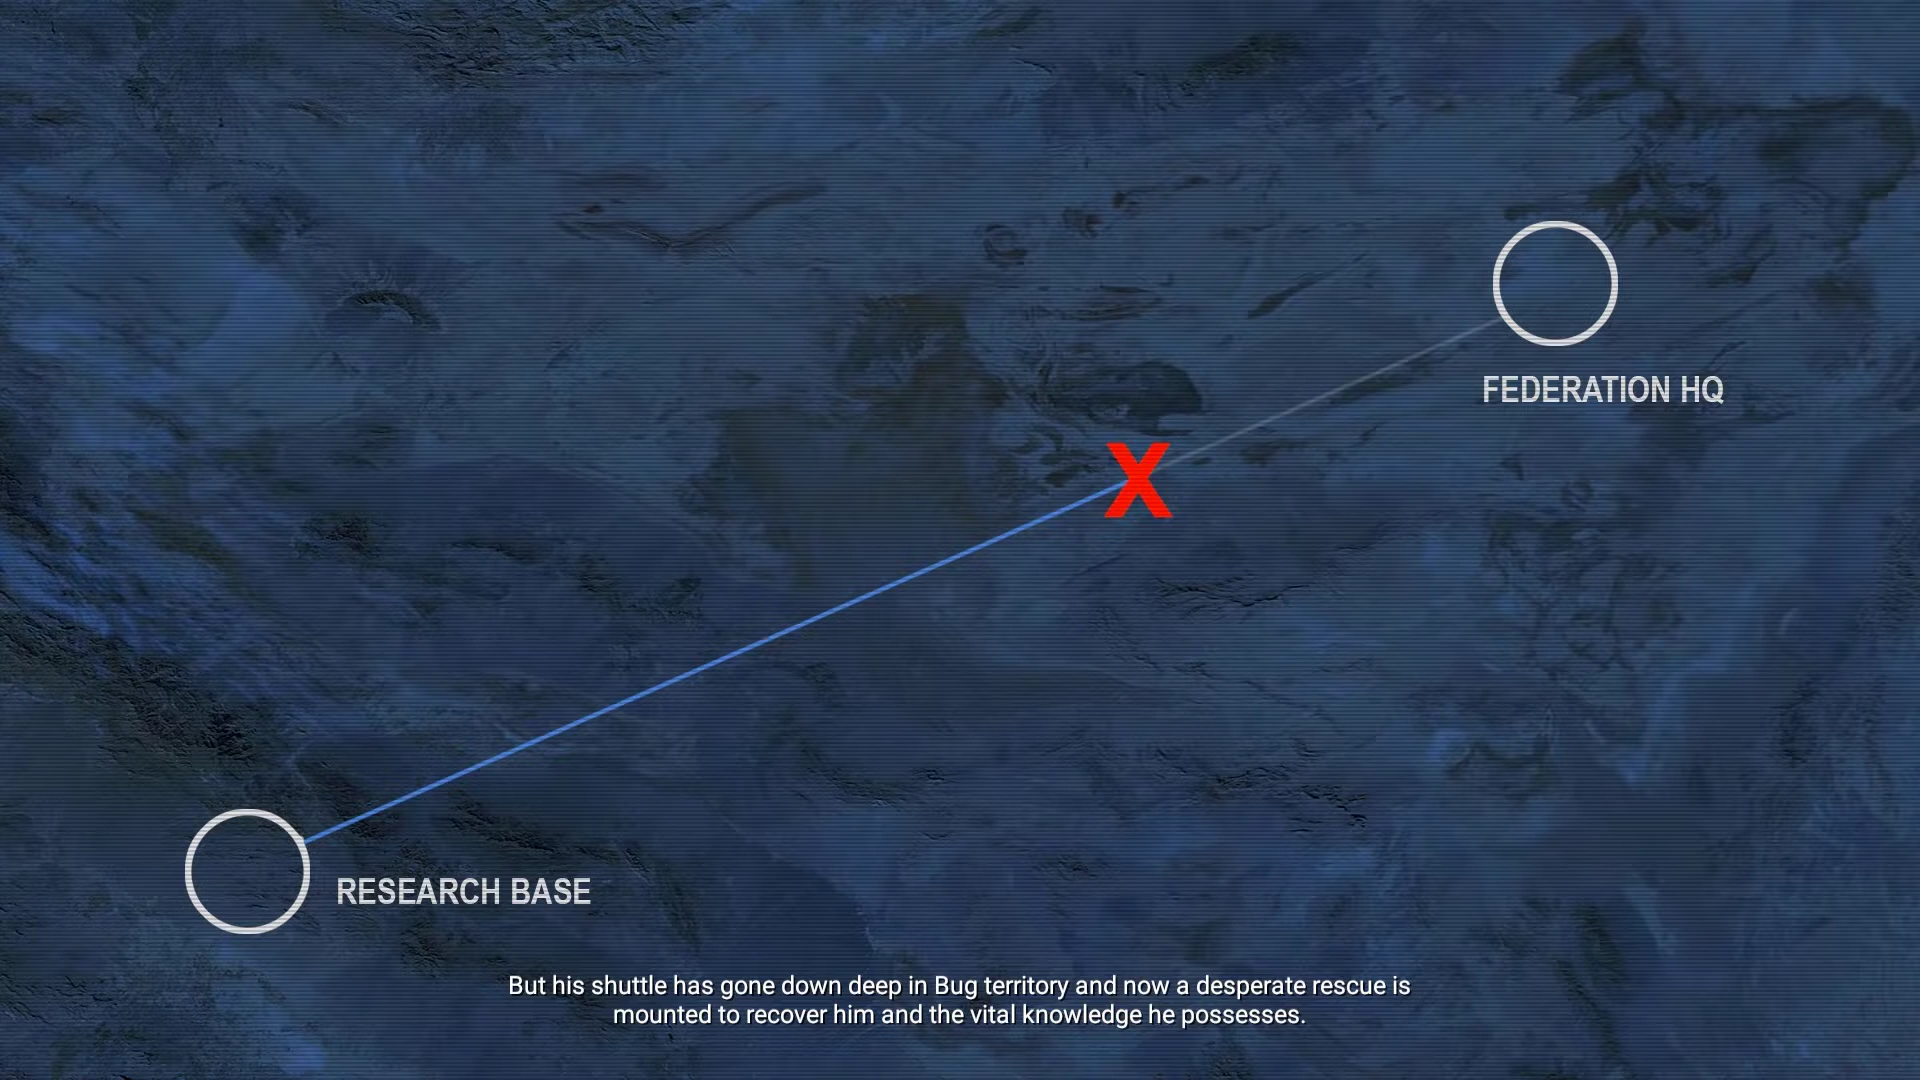 FEDERATION HQ
X
RESEARCH BASE
But his shuttle has gone down deep in Bug territory and now a desperate rescue is
mounted to recover him and the vital knowledge he possesses.